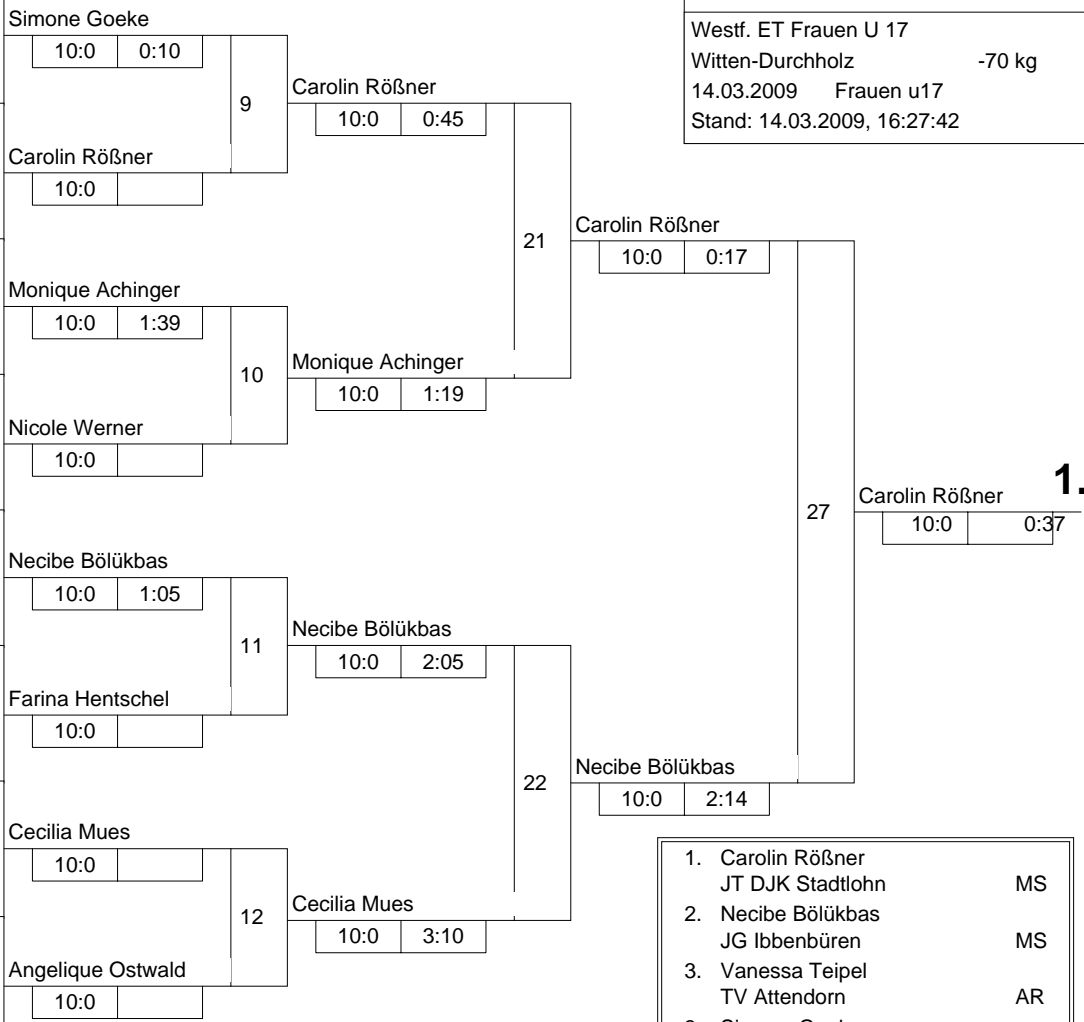 Simone Goeke
10:0 0:10
9
Carolin Rößner
10:0
Monique Achinger
10:0 1:39
10
Nicole Werner
10:0
Necibe Bölükbas
10:0 1:05
11
Farina Hentschel
10:0
Cecilia Mues
10:0
12
Angelique Ostwald
10:0
Carolin Rößner
10:0 0:45
21
Monique Achinger
10:0 1:19
Necibe Bölükbas
10:0 2:05
22
Cecilia Mues
10:0 3:10
Carolin Rößner
10:0 0:17
27
Necibe Bölükbas
10:0 2:14
Carolin Rößner 1.
10:0 0:37
Westf. ET Frauen U 17
Witten-Durchholz -70 kg
14.03.2009 Frauen u17
Stand: 14.03.2009, 16:27:42
1. Carolin Rößner
JT DJK Stadtlohn MS
2. Necibe Bölükbas
JG Ibbenbüren MS
3. Vanessa Teipel
TV Attendorn AR